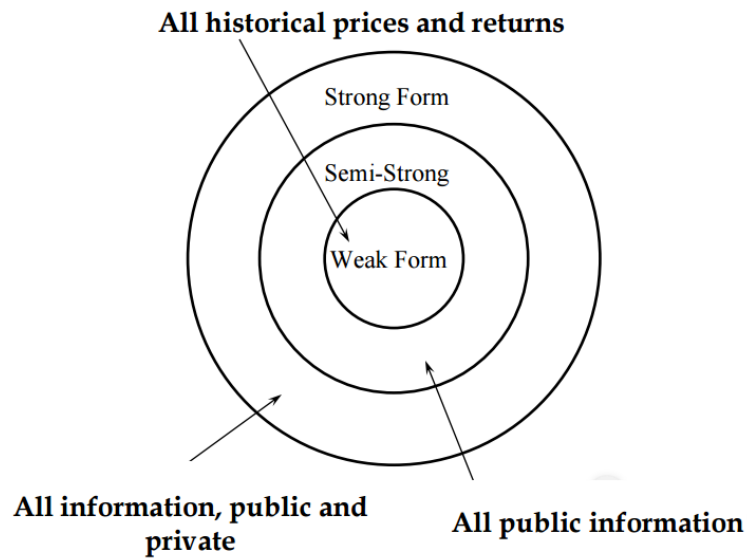 All historical prices and returns
Strong Form
Semi-Strong
Weak Form
All information, public and
private
All public information